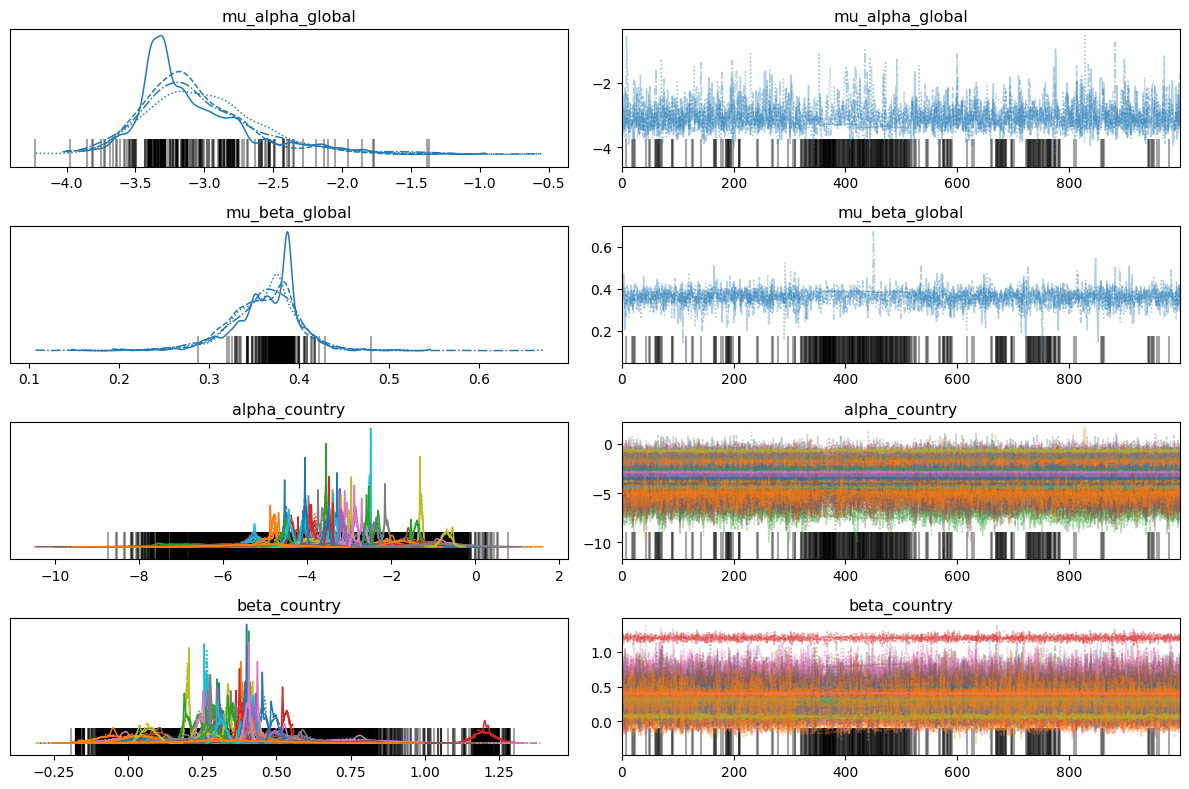 mu_alpha_global
mu_alpha_global
−4.0 −3.5 −3.0 −2.5 −2.0 −1.5 −1.0 −0.5
−2
−4
0 200 400 600 800
mu_beta_global
mu_beta_global
0.1 0.2 0.3 0.4 0.5 0.6
0.6
0.4
0.2
0 200 400 600 800
alpha_country
alpha_country
−10 −8 −6 −4 −2 0 2
0
−5
−10
0 200 400 600 800
beta_country
beta_country
−0.25 0.00 0.25 0.50 0.75 1.00 1.25
1.0
0.5
0.0
0 200 400 600 800